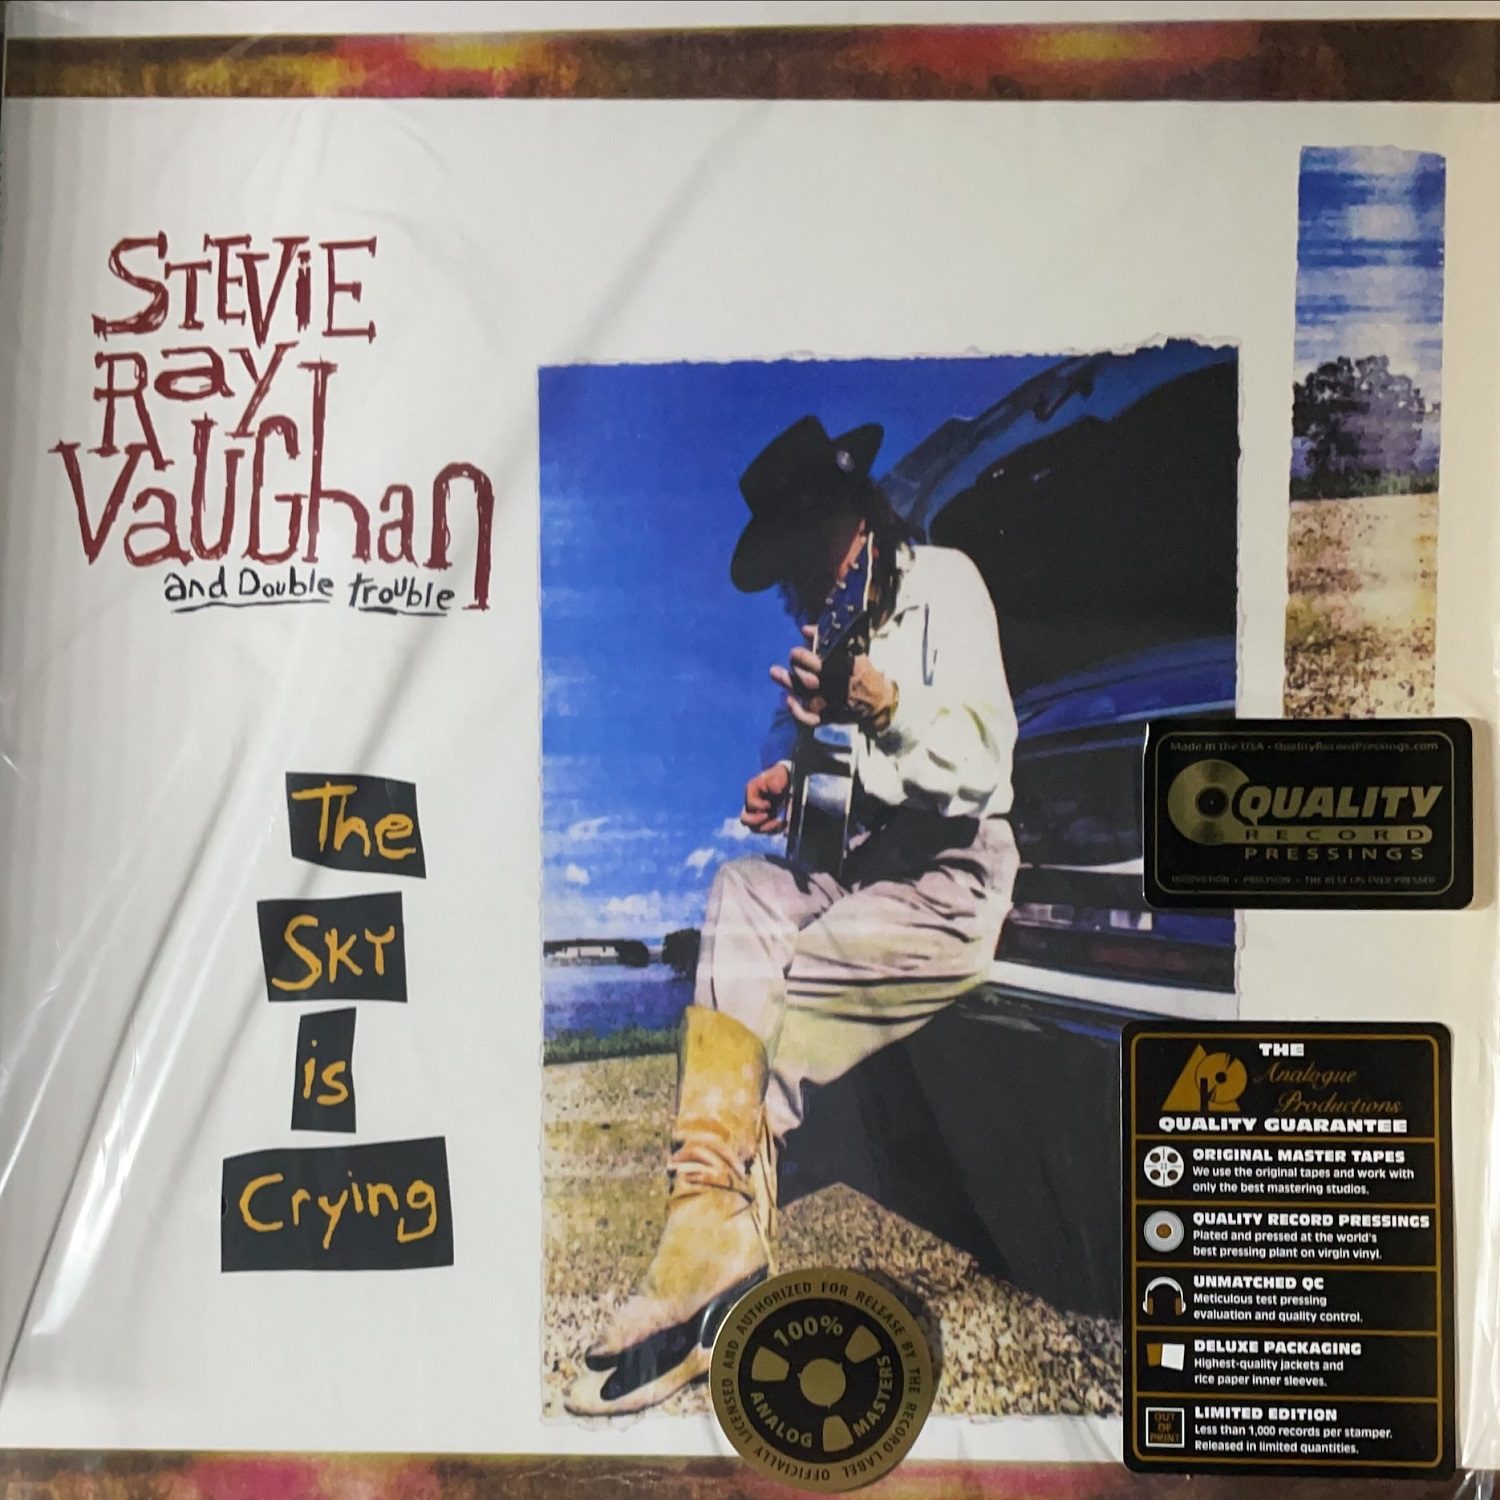 STEViE
Ray
VaUGhan
and Double trouble
The
SKY
is
Crying
Made in the USA • QualityRecordPressings.com
QUALITY
RECORD
PRESSINGS
THE
Analogue
Productions
QUALITY GUARANTEE
ORIGINAL MASTER TAPES
We use the original tapes and work with
only the best mastering studios.
QUALITY RECORD PRESSINGS
Plated and pressed at the world's
best pressing plant on virgin vinyl.
UNMATCHED QC
Meticulous test pressing
evaluation and quality control.
DELUXE PACKAGING
Highest-quality jackets and
rice paper inner sleeves.
OUT
OF
PRINT
LIMITED EDITION
Less than 1,000 records per stamper.
Released in limited quantities.
100%
ANALOG
MASTERS
OFFICIALLY LICENSED AND AUTHORIZED FOR RELEASE BY THE RECORD LABEL